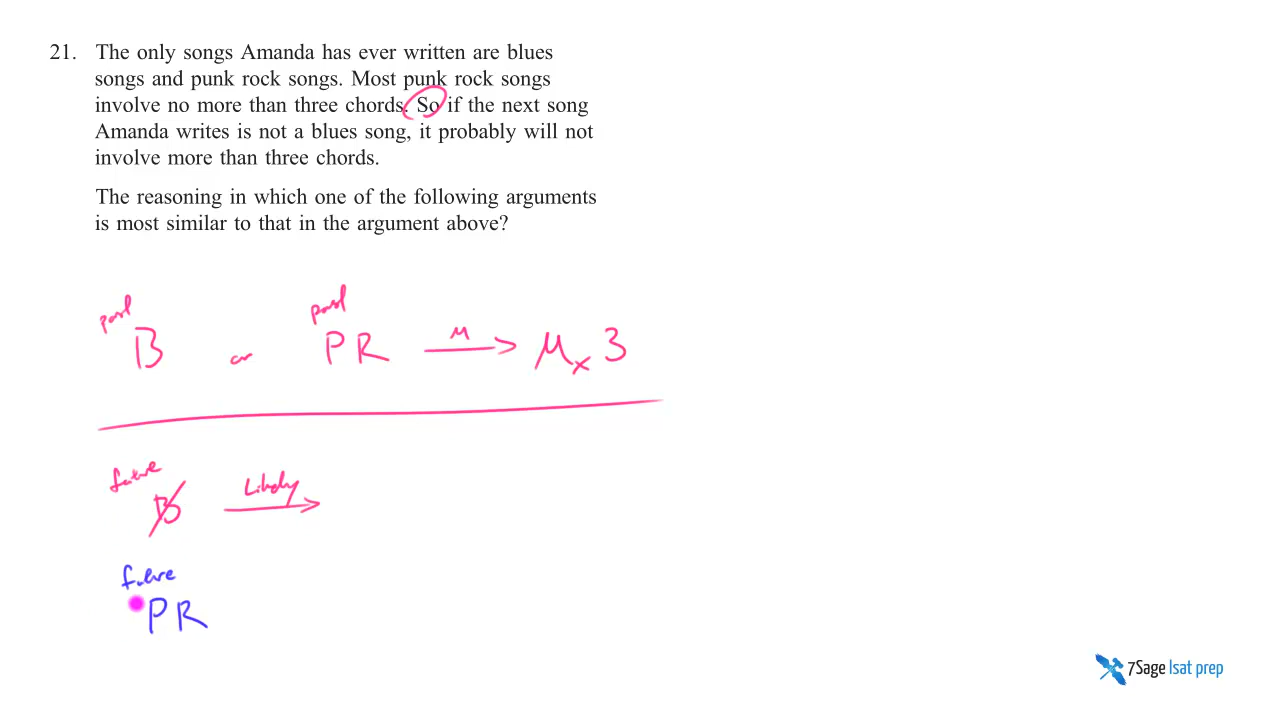 21. The only songs Amanda has ever written are blues
songs and punk rock songs. Most punk rock songs
involve no more than three chords. So if the next song
Amanda writes is not a blues song, it probably will not
involve more than three chords.
The reasoning in which one of the following arguments
is most similar to that in the argument above?
past past
B or PR M Mx 3
future
B Likely
future
PR
7Sage lsat prep